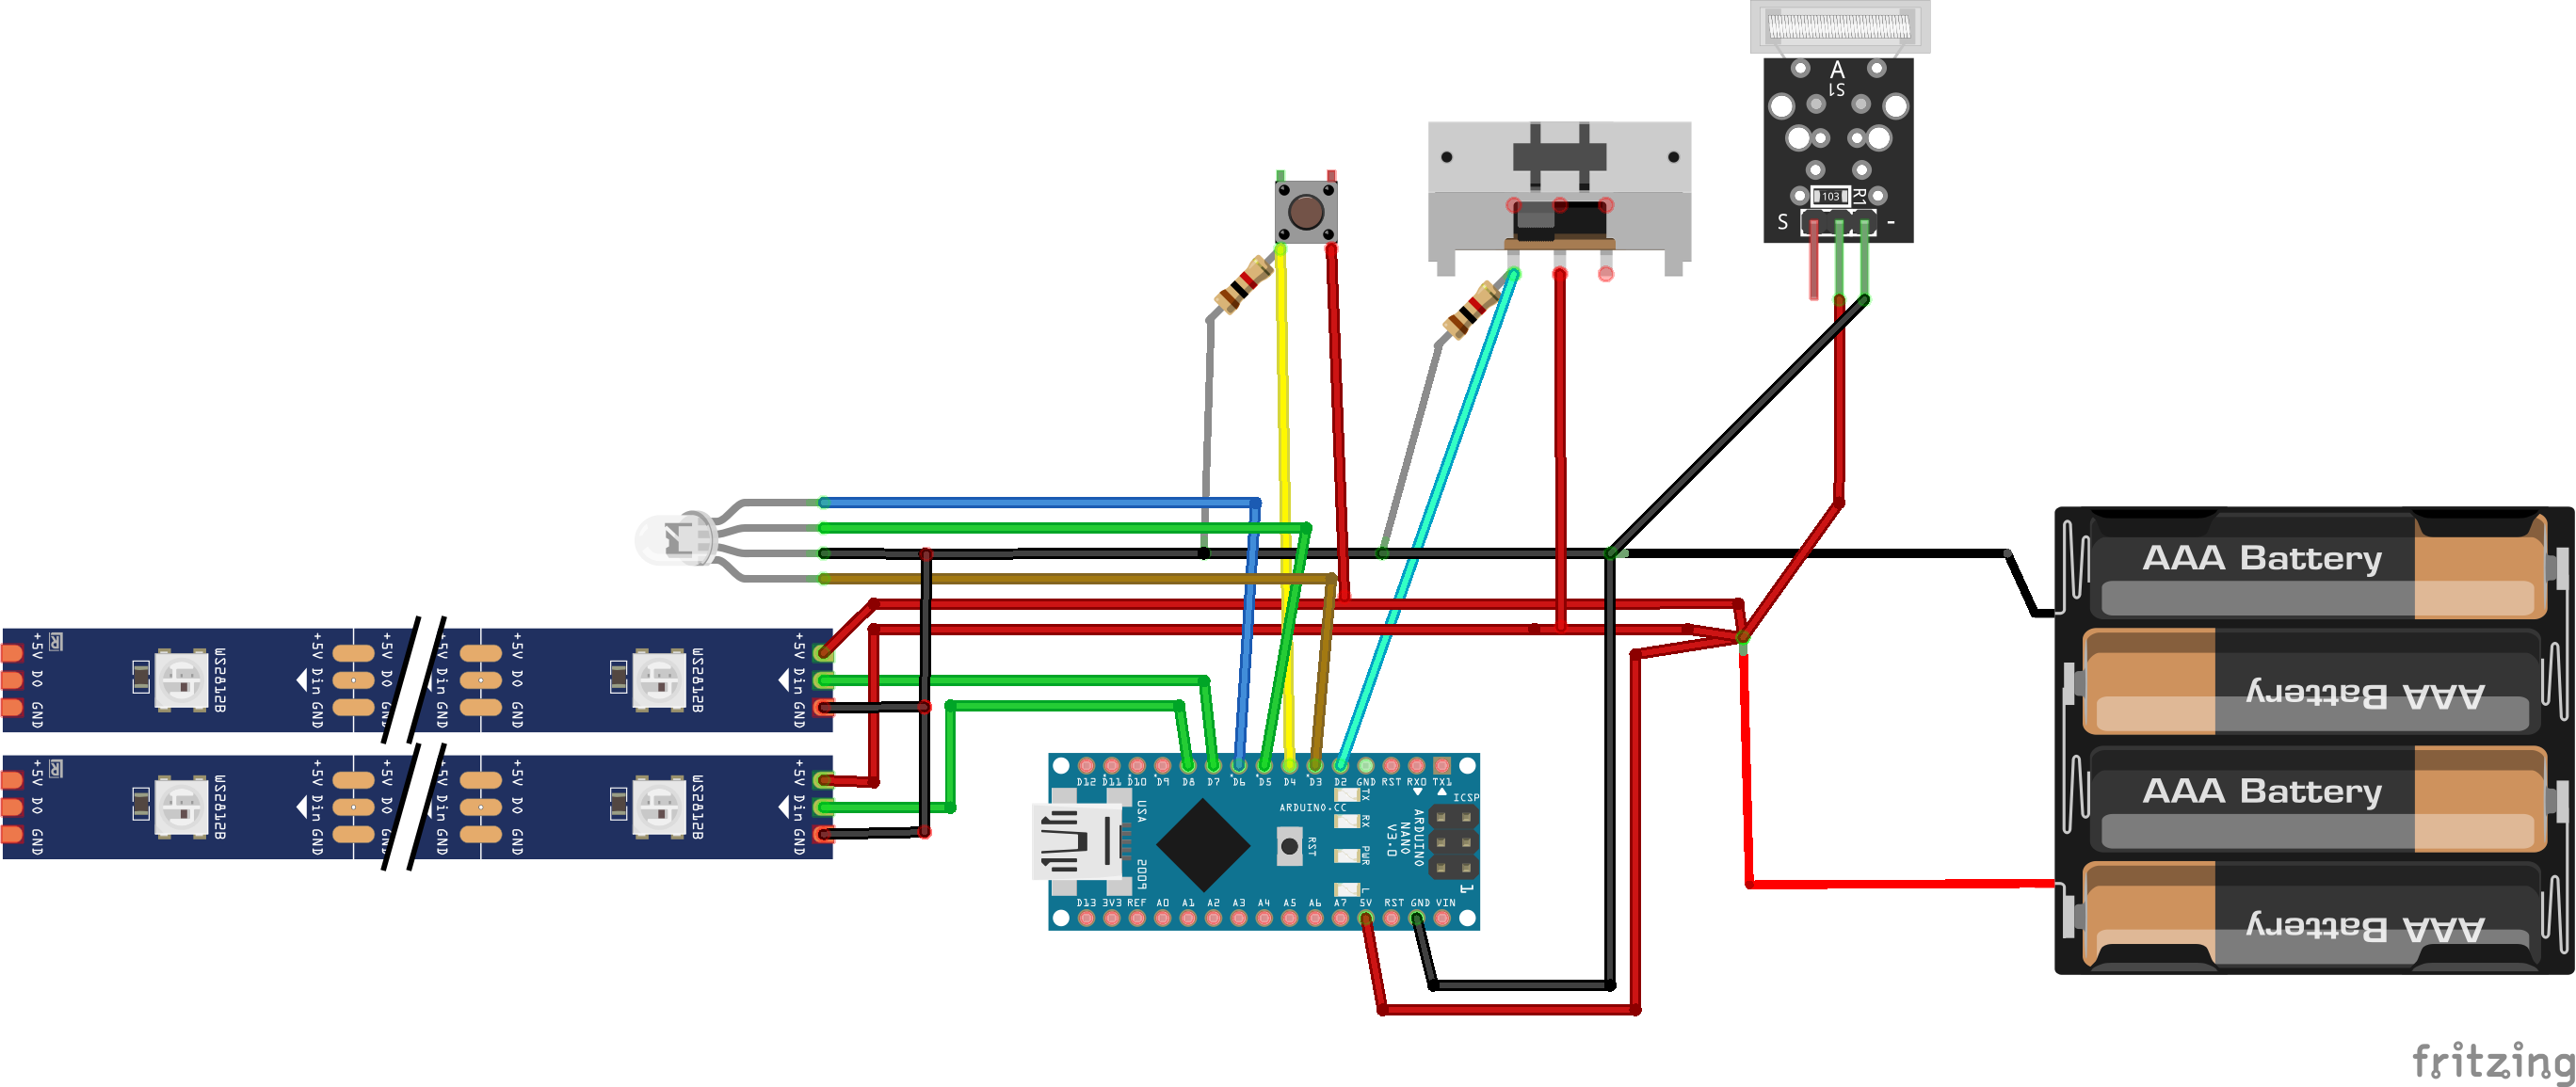 A
S1
103
R1
S
-
AAA Battery
AAA Battery
AAA Battery
AAA Battery
+5V DO GND
+5V Din GND
+5V DO GND
+5V Din GND
+5V DO GND
+5V Din GND
WS2812B
WS2812B
+5V DO GND
+5V Din GND
+5V DO GND
+5V Din GND
+5V DO GND
+5V Din GND
WS2812B
WS2812B
D12 D11 D10 D9 D8 D7 D6 D5 D4 D3 D2 GND RST RX0 TX1
ICSP
TX
RX
PWR
L
ARDUINO.CC
ARDUINO
NANO
V3.0
RST
USA
2009
1
D13 3V3 REF A0 A1 A2 A3 A4 A5 A6 A7 5V RST GND VIN
fritzing